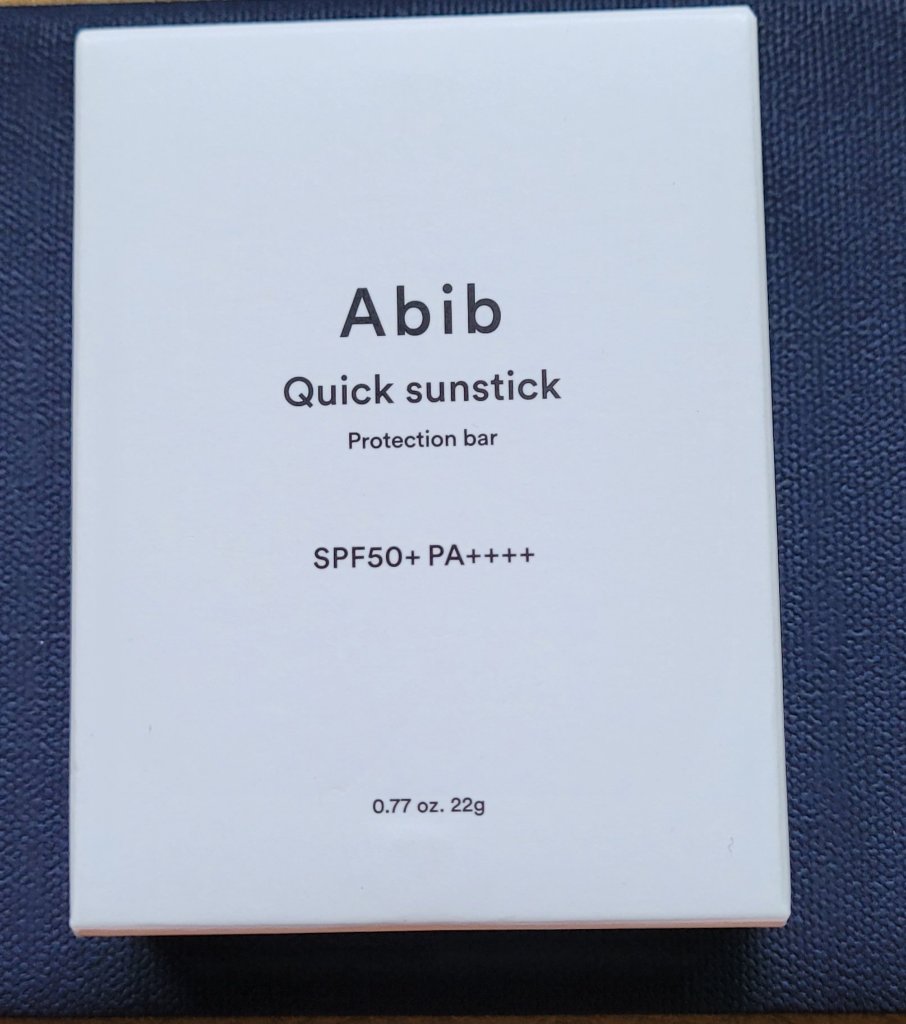 Abib
Quick sunstick
Protection bar
SPF50+ PA++++
0.77 oz. 22g